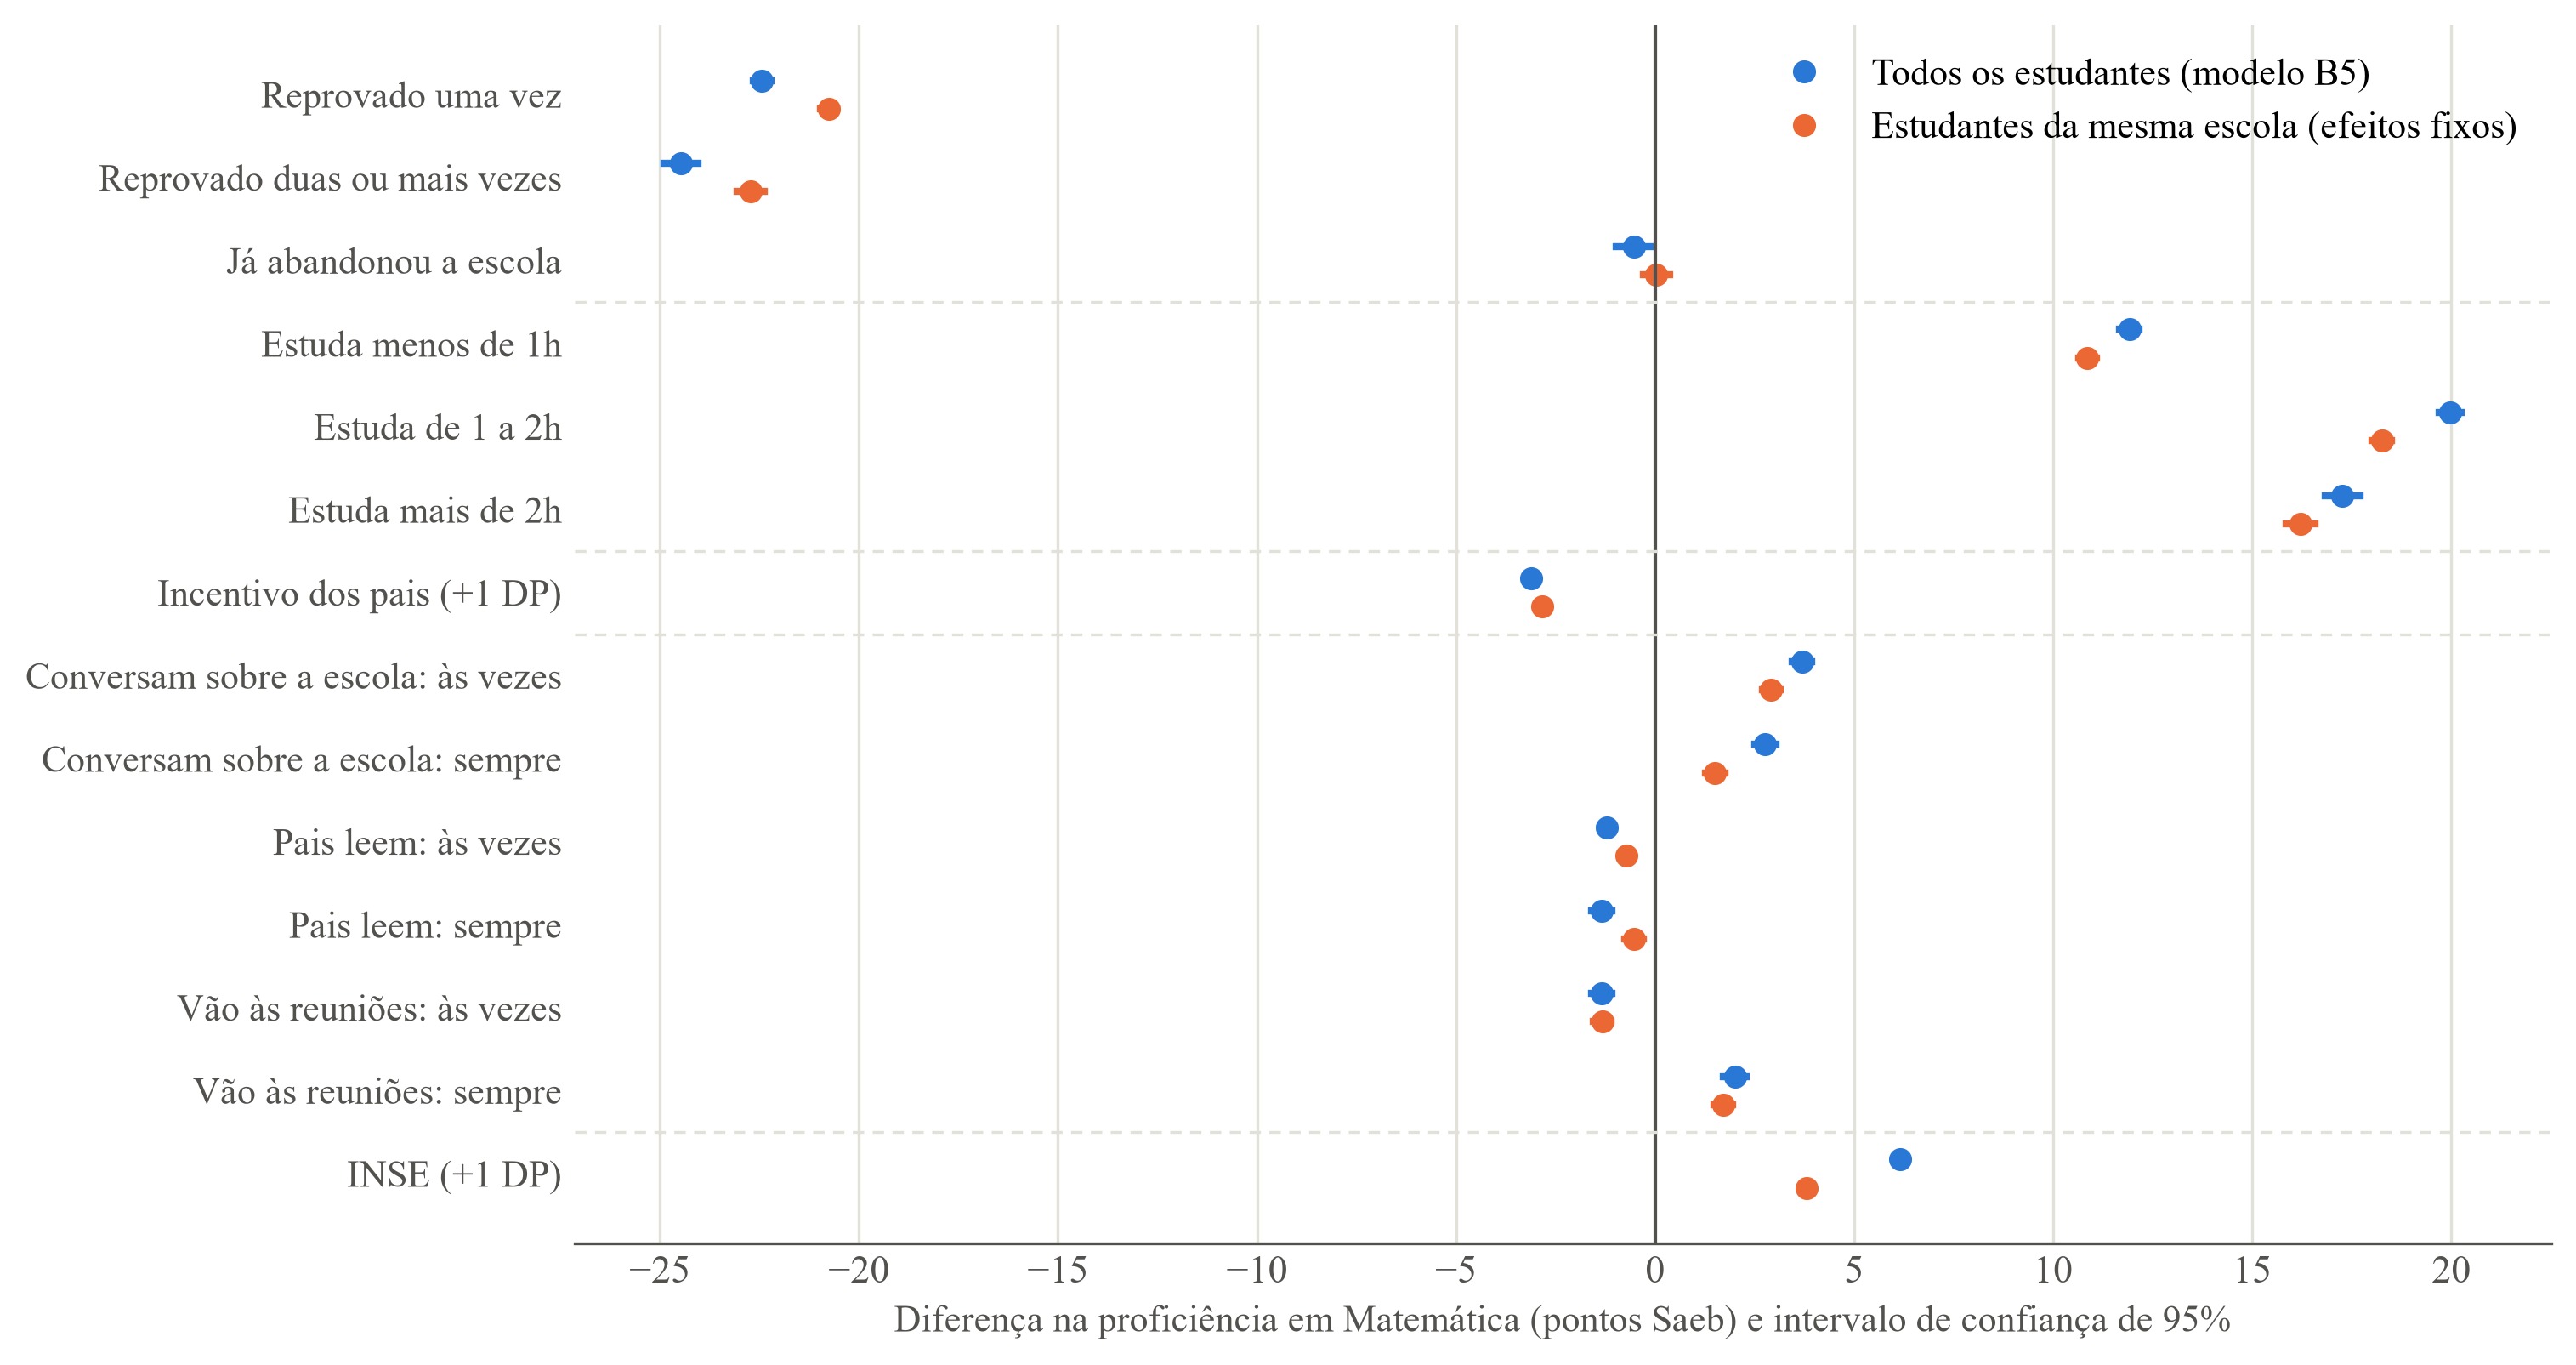 Todos os estudantes (modelo B5)
Estudantes da mesma escola (efeitos fixos)
Reprovado uma vez
Reprovado duas ou mais vezes
Já abandonou a escola
Estuda menos de 1h
Estuda de 1 a 2h
Estuda mais de 2h
Incentivo dos pais (+1 DP)
Conversam sobre a escola: às vezes
Conversam sobre a escola: sempre
Pais leem: às vezes
Pais leem: sempre
Vão às reuniões: às vezes
Vão às reuniões: sempre
INSE (+1 DP)
−25 −20 −15 −10 −5 0 5 10 15 20
Diferença na proficiência em Matemática (pontos Saeb) e intervalo de confiança de 95%